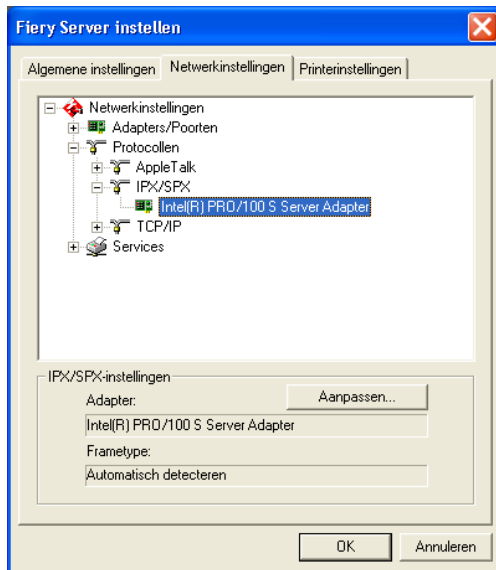 Fiery Server instellen
Algemene instellingen Netwerkinstellingen Printerinstellingen
Netwerkinstellingen
Adapters/Poorten
Protocollen
AppleTalk
IPX/SPX
Intel(R) PRO/100 S Server Adapter
TCP/IP
Services
IPX/SPX-instellingen
Adapter:
Aanpassen...
Intel(R) PRO/100 S Server Adapter
Frametype:
Automatisch detecteren
OK Annuleren